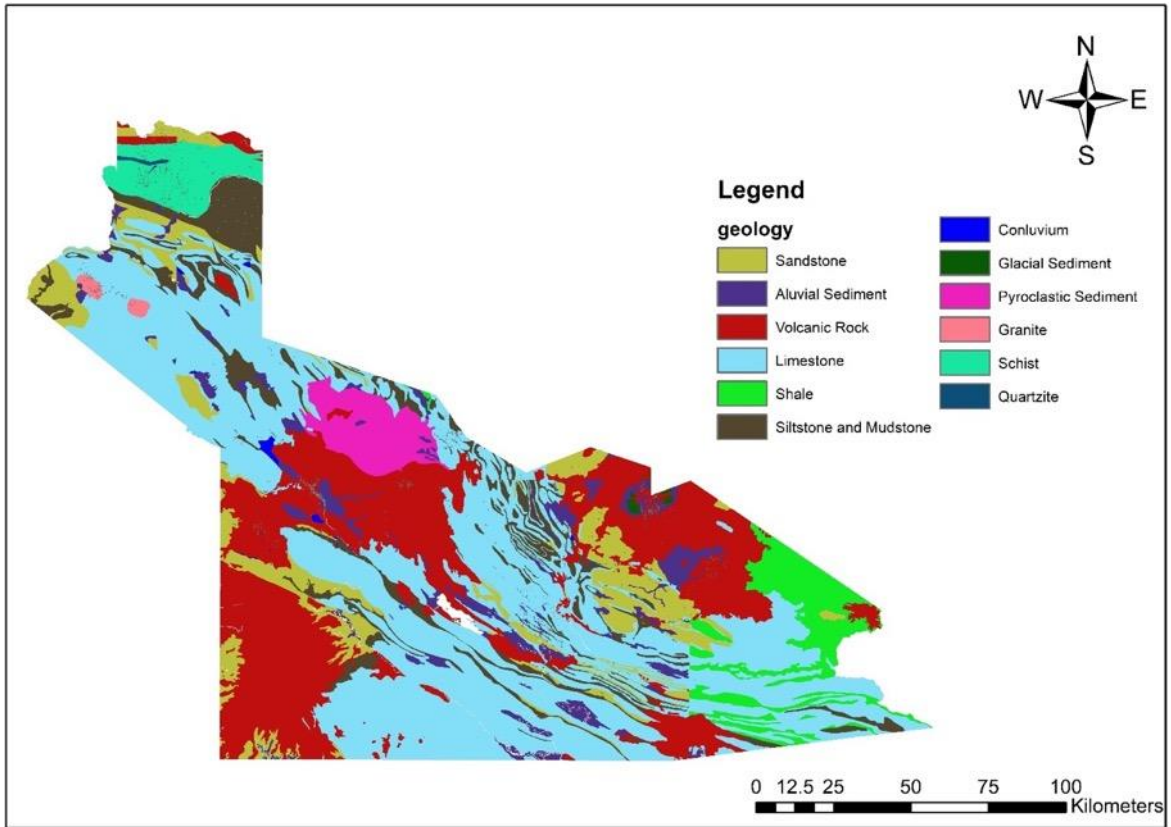 N
W E
S
Legend
geology
Sandstone
Aluvial Sediment
Volcanic Rock
Limestone
Shale
Siltstone and Mudstone
Conluvium
Glacial Sediment
Pyroclastic Sediment
Granite
Schist
Quartzite
0 12.5 25 50 75 100
Kilometers